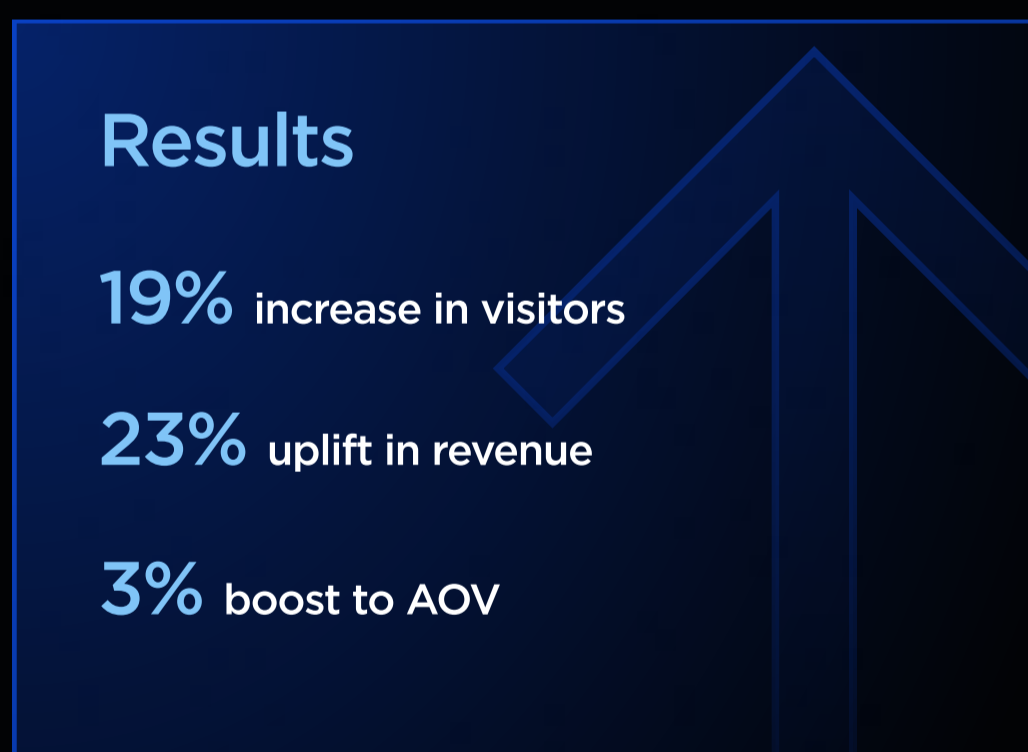 Results
19% increase in visitors
23% uplift in revenue
3% boost to AOV